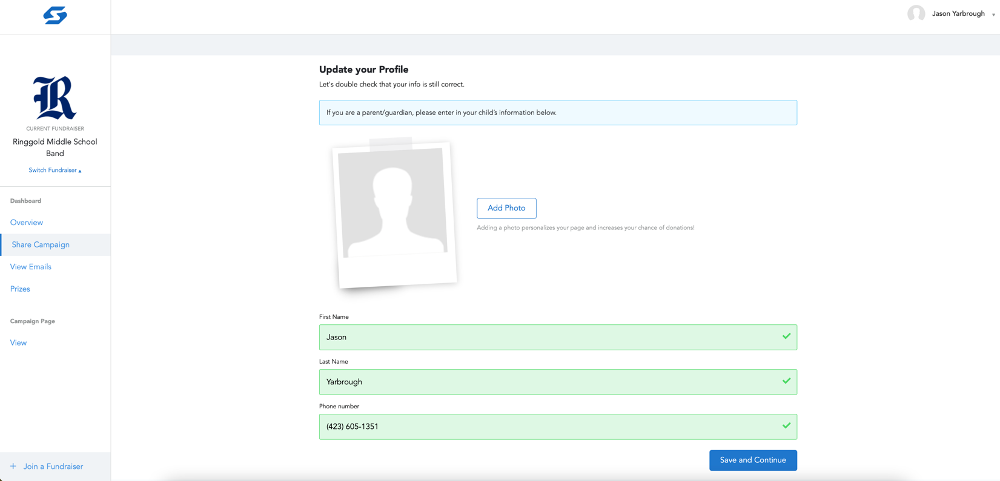 Jason Yarbrough
R
CURRENT FUNDRAISER
Ringgold Middle School
Band
Switch Fundraiser
Dashboard
Overview
Share Campaign
View Emails
Prizes
Campaign Page
View
+ Join a Fundraiser
Update your Profile
Let's double check that your info is still correct.
If you are a parent/guardian, please enter in your child’s information below.
Add Photo
Adding a photo personalizes your page and increases your chance of donations!
First Name
Jason
Last Name
Yarbrough
Phone number
(423) 605-1351
Save and Continue